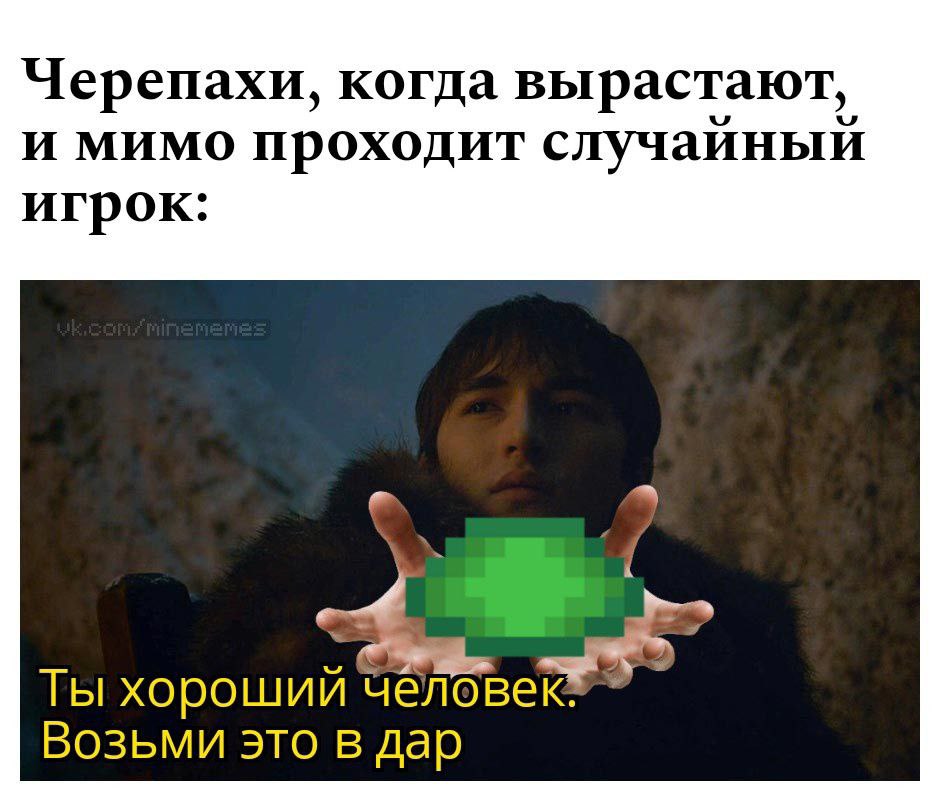 Черепахи, когда вырастают,
и мимо проходит случайный
игрок:
vk.com/minememes
Ты хороший человек.
Возьми это в дар